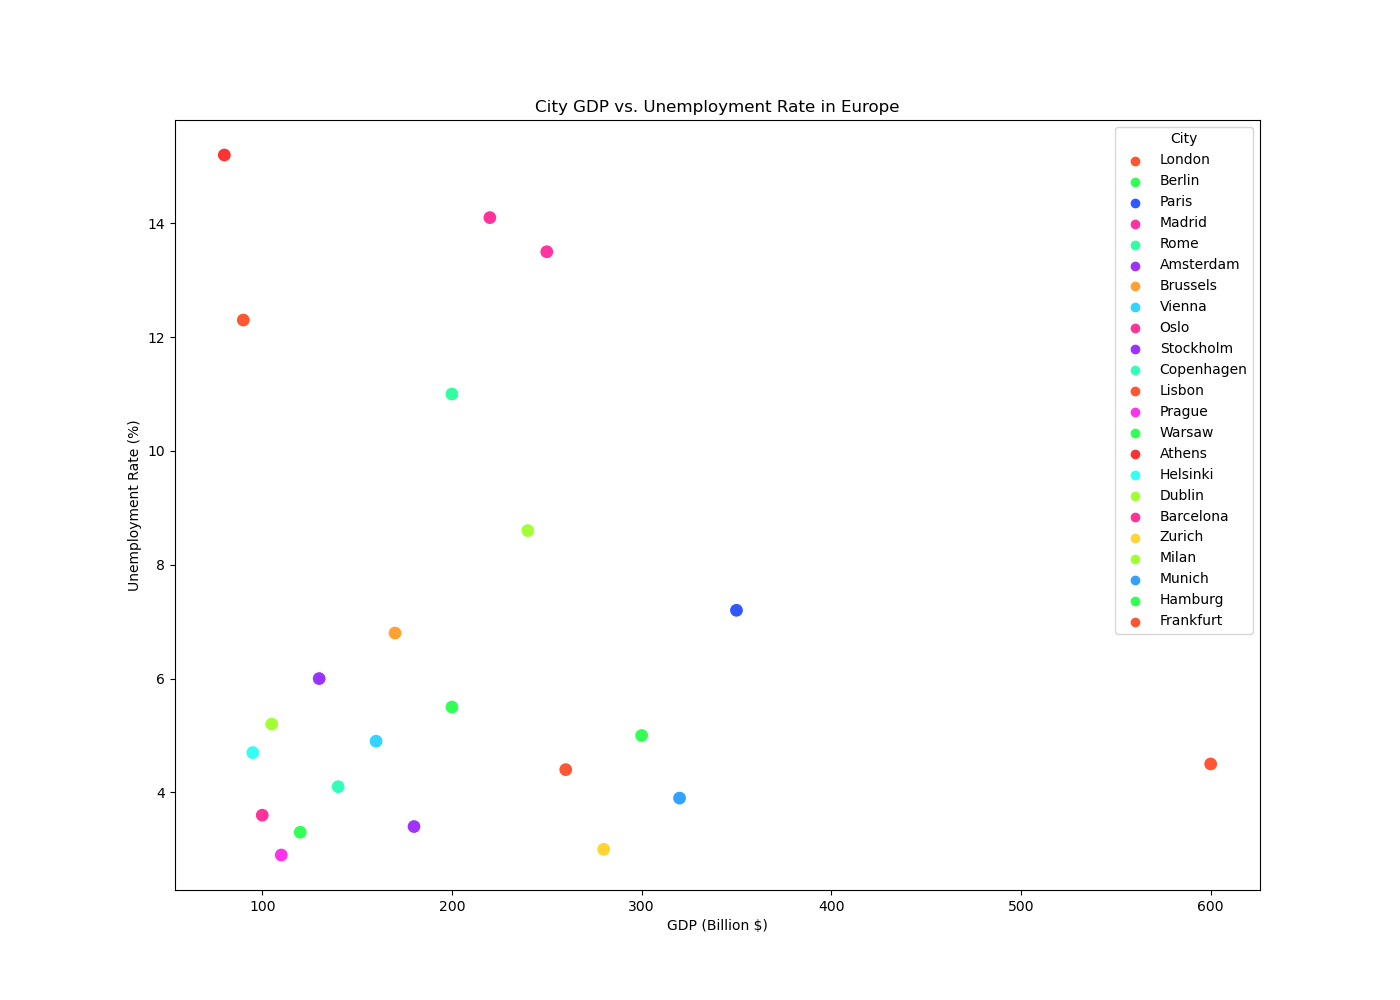 City GDP vs. Unemployment Rate in Europe
City
London
Berlin
Paris
Madrid
Rome
Amsterdam
Brussels
Vienna
Oslo
Stockholm
Copenhagen
Lisbon
Prague
Warsaw
Athens
Helsinki
Dublin
Barcelona
Zurich
Milan
Munich
Hamburg
Frankfurt
Unemployment Rate (%)
14
12
10
8
6
4
100 200 300 400 500 600
GDP (Billion $)